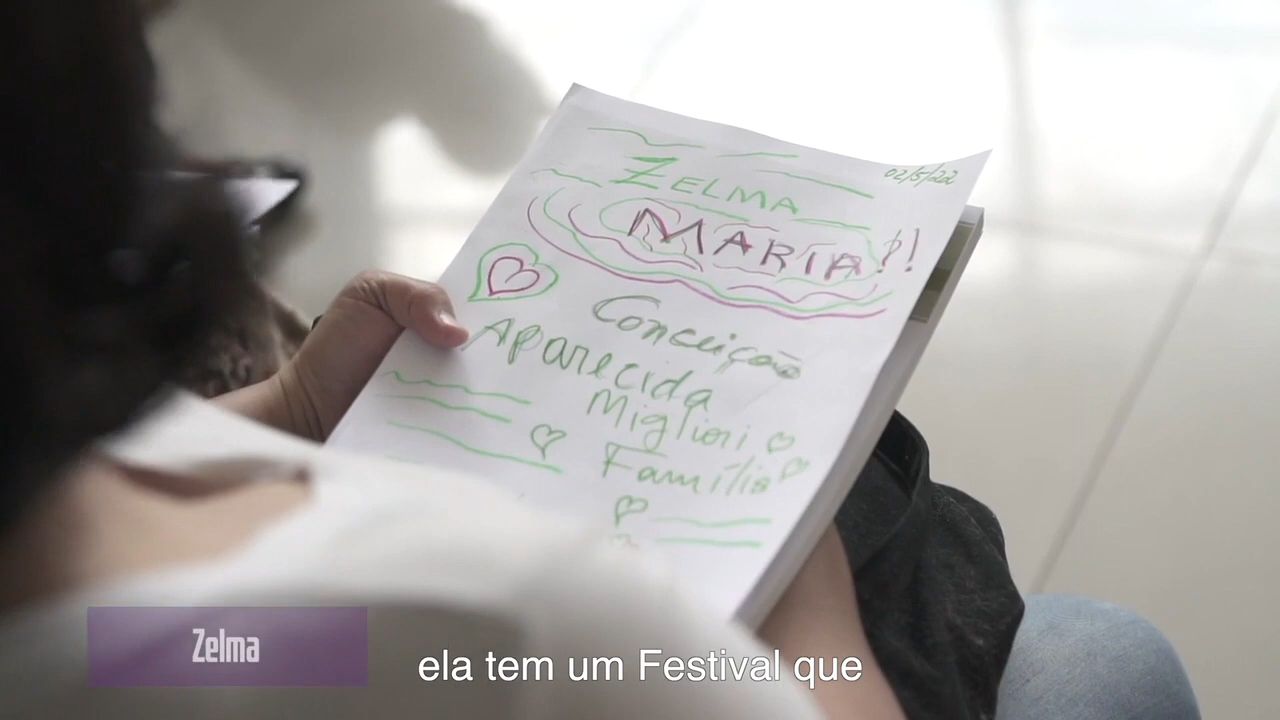 02/5/22
ZELMA
MARIA!!
Conceição
Aparecida
Migliori
Família
Zelma
ela tem um Festival que